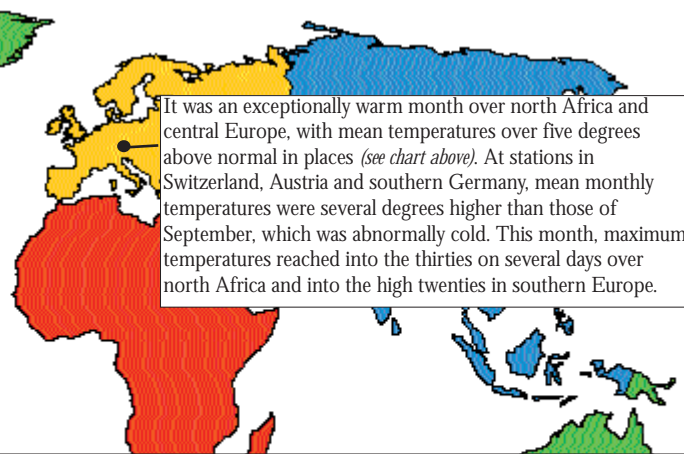 It was an exceptionally warm month over north Africa and
central Europe, with mean temperatures over five degrees
above normal in places (see chart above). At stations in
Switzerland, Austria and southern Germany, mean monthly
temperatures were several degrees higher than those of
September, which was abnormally cold. This month, maximum
temperatures reached into the thirties on several days over
north Africa and into the high twenties in southern Europe.